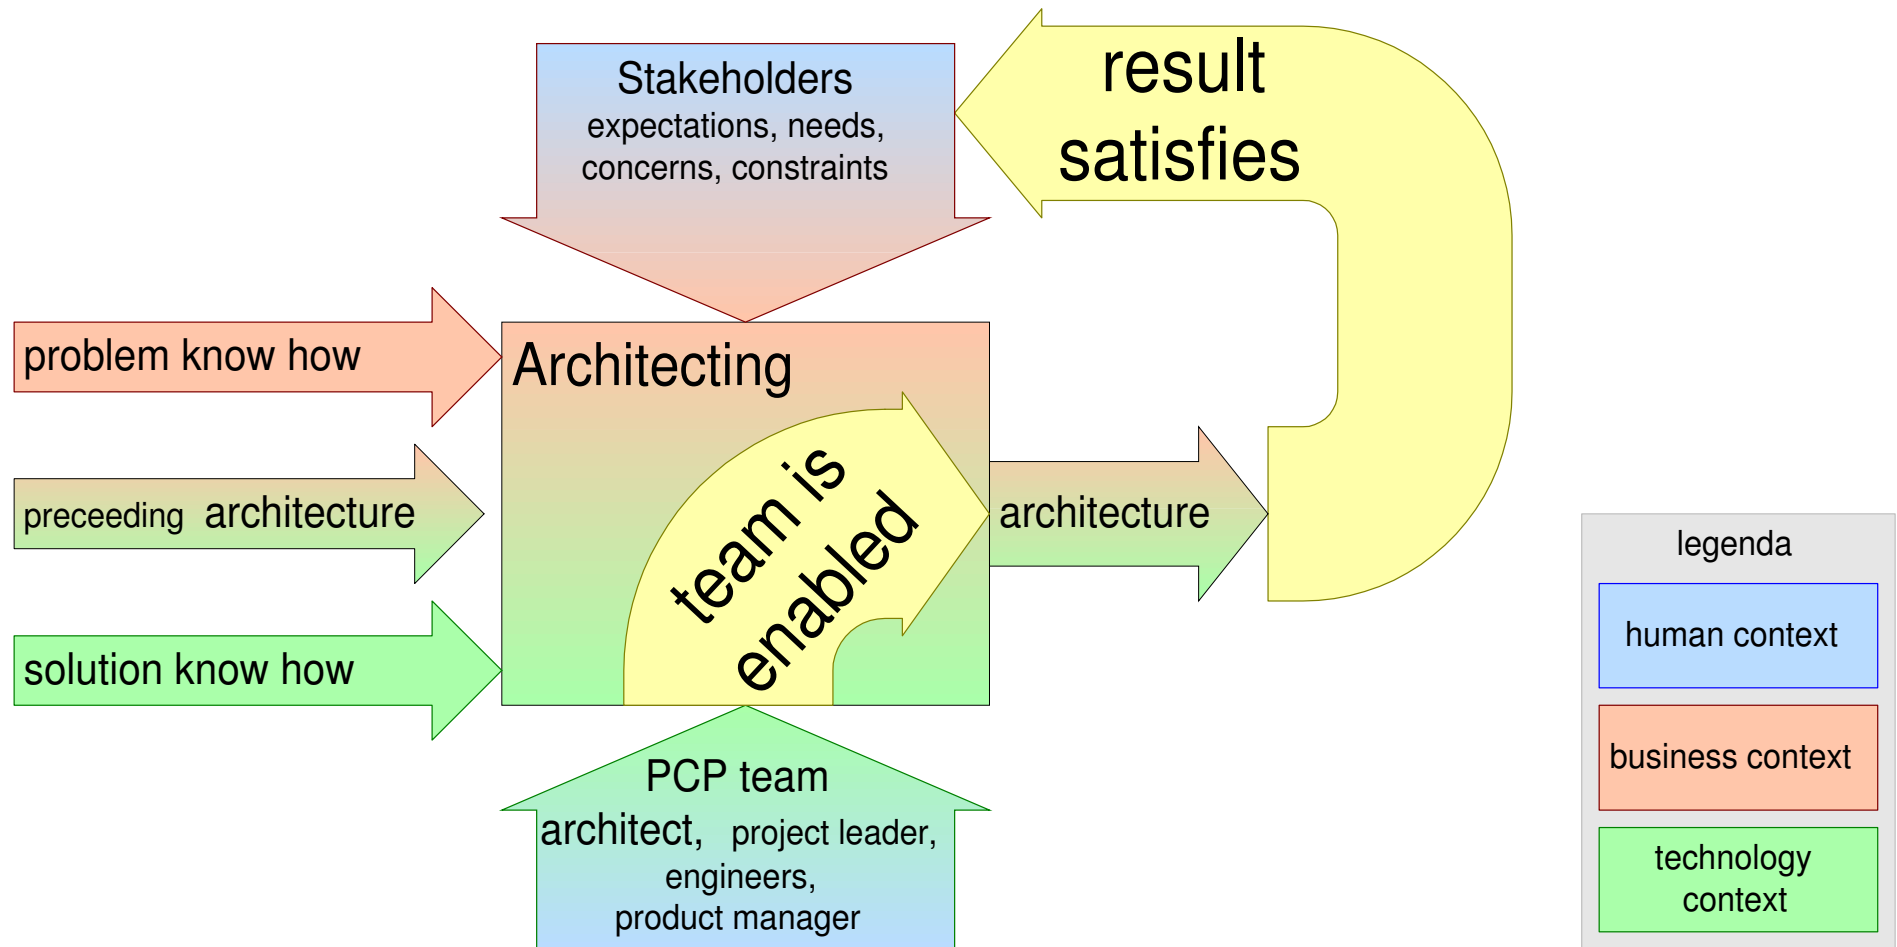 Stakeholders
expectations, needs,
concerns, constraints
result
satisfies
problem know how
Architecting
preceeding architecture
team is
enabled
architecture
solution know how
PCP team
architect, project leader,
engineers,
product manager
legenda
human context
business context
technology
context